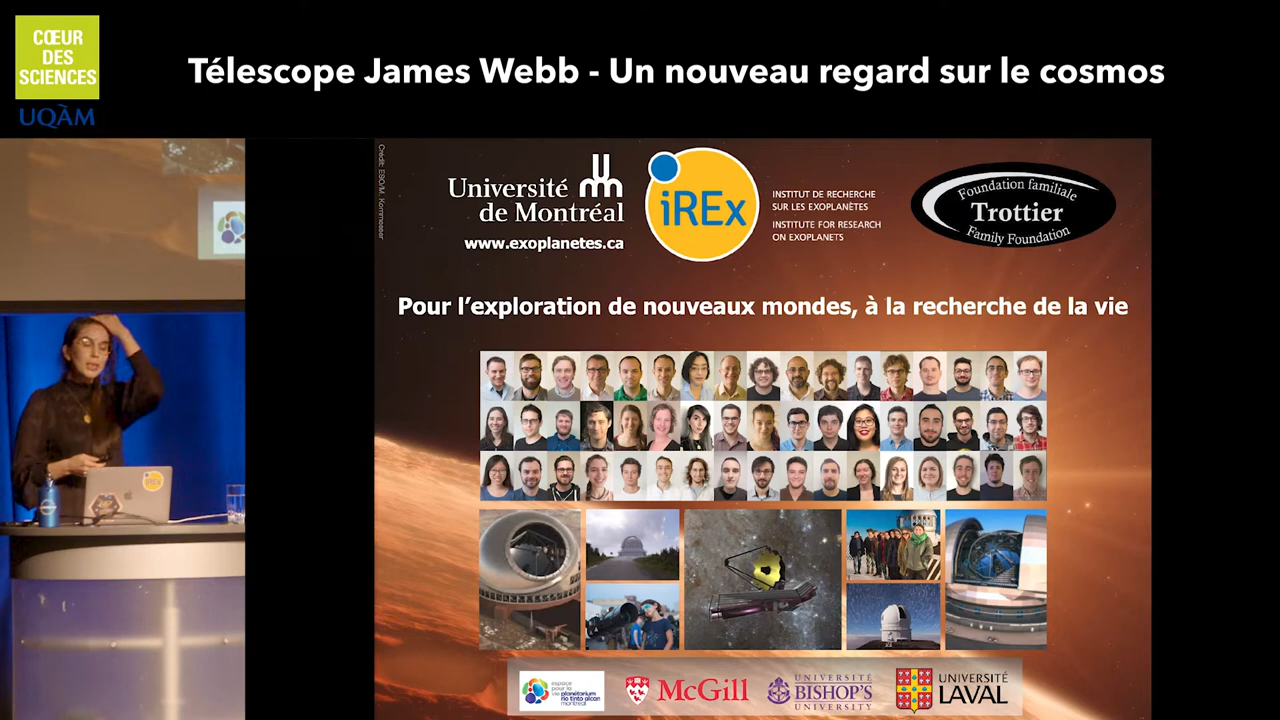 CŒUR
DES
SCIENCES
UQÀM
Télescope James Webb - Un nouveau regard sur le cosmos
Crédit: ESO/M. Kornmesser
Université
de Montréal
www.exoplanetes.ca
iREx
INSTITUT DE RECHERCHE
SUR LES EXOPLANÈTES
INSTITUTE FOR RESEARCH
ON EXOPLANETS
Fondation familiale
Trottier
Family Foundation
Pour l'exploration de nouveaux mondes, à la recherche de la vie
iREx
espace
pour la
vie planétarium
rio tinto alcan
montréal
McGill
UNIVERSITÉ
BISHOP'S
UNIVERSITY
UNIVERSITÉ
LAVAL